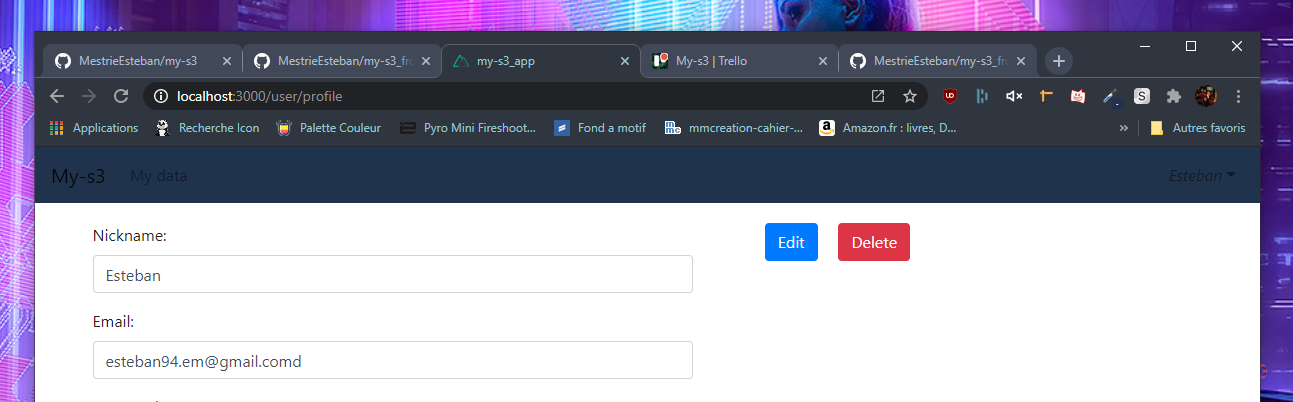 MestrieEsteban/my-s3
MestrieEsteban/my-s3_fr
my-s3_app
My-s3 | Trello
MestrieEsteban/my-s3_fr
localhost:3000/user/profile
Applications
Recherche Icon
Palette Couleur
Pyro Mini Fireshoot...
Fond a motif
mmcreation-cahier-...
Amazon.fr : livres, D...
Autres favoris
My-s3
My data
Esteban
Nickname:
Edit
Delete
Esteban
Email:
esteban94.em@gmail.comd